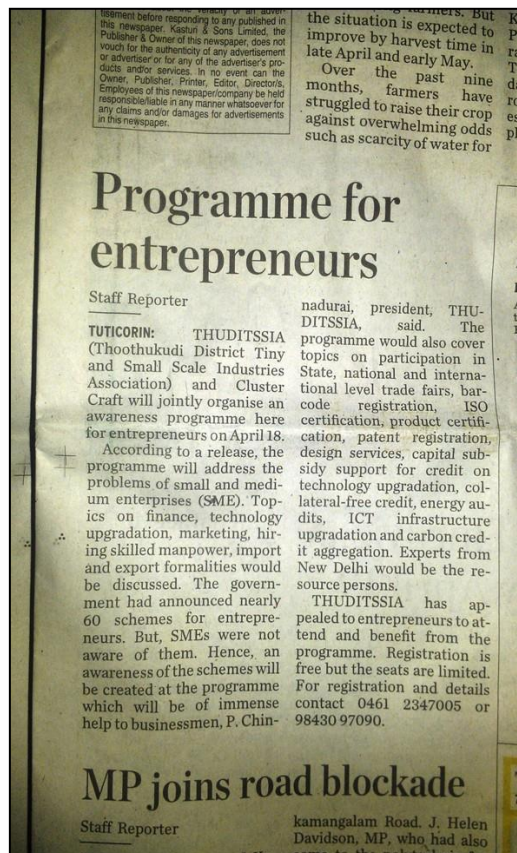 tisement before responding to any published in
this newspaper. Kasturi & Sons Limited, the
Publisher & Owner of this newspaper, does not
vouch for the authenticity of any advertisement
or advertiser or for any of the advertiser's pro-
ducts and/or services. In no event can the
Owner, Publisher, Printer, Editor, Director/s,
Employees of this newspaper/company be held
responsible/liable in any manner whatsoever for
any claims and/or damages for advertisements
in this newspaper.
the situation is expected to
improve by harvest time in
late April and early May.
Over the past nine
months, farmers have
struggled to raise their crop
against overwhelming odds
such as scarcity of water for
Programme for
entrepreneurs
Staff Reporter
TUTICORIN: THUDITSSIA
(Thoothukudi District Tiny
and Small Scale Industries
Association) and Cluster
Craft will jointly organise an
awareness programme here
for entrepreneurs on April 18.
According to a release, the
programme will address the
problems of small and medi-
um enterprises (SME). Top-
ics on finance, technology
upgradation, marketing, hir-
ing skilled manpower, import
and export formalities would
be discussed. The govern-
ment had announced nearly
60 schemes for entrepre-
neurs. But, SMEs were not
aware of them. Hence, an
awareness of the schemes will
be created at the programme
which will be of immense
help to businessmen, P. Chin-
nadurai, president, THU-
DITSSIA, said. The
programme would also cover
topics on participation in
State, national and interna-
tional level trade fairs, bar-
code registration, ISO
certification, product certifi-
cation, patent registration,
design services, capital sub-
sidy support for credit on
technology upgradation, col-
lateral-free credit, energy au-
dits, ICT infrastructure
upgradation and carbon cred-
it aggregation. Experts from
New Delhi would be the re-
source persons.
THUDITSSIA has ap-
pealed to entrepreneurs to at-
tend and benefit from the
programme. Registration is
free but the seats are limited.
For registration and details
contact 0461 2347005 or
98430 97090.
MP joins road blockade
Staff Reporter
kamangalam Road. J. Helen
Davidson, MP, who had also